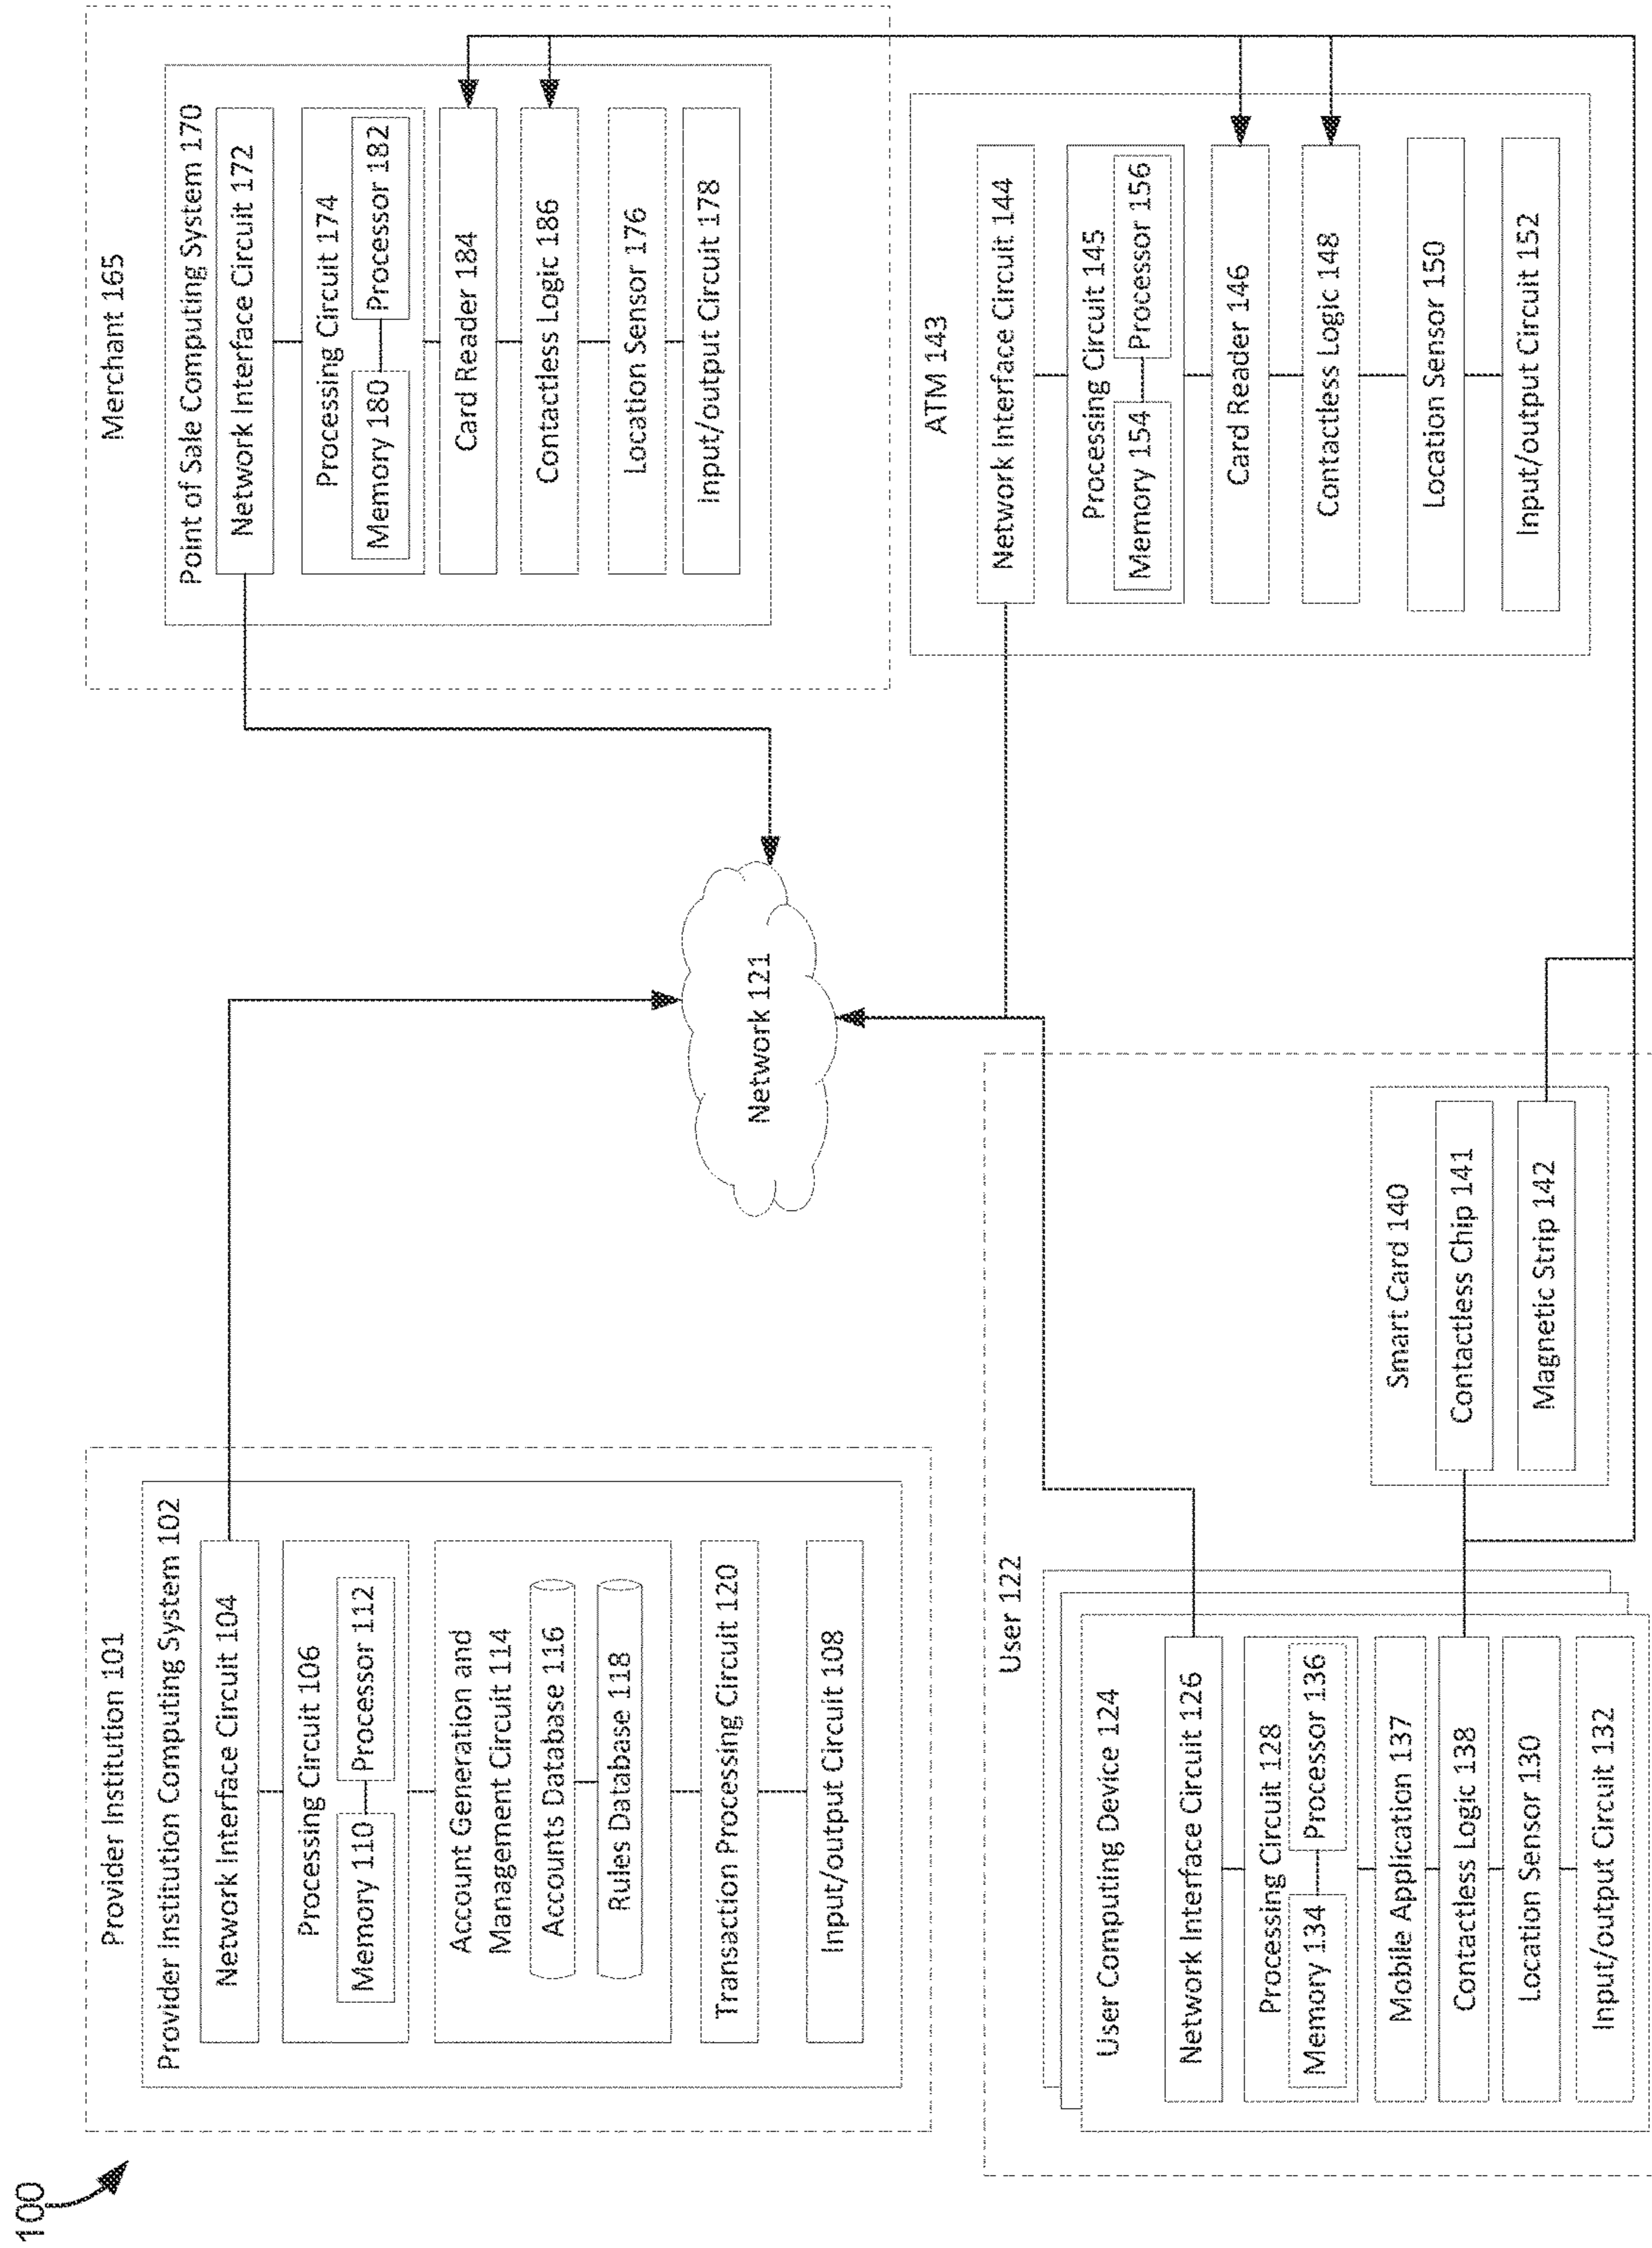 100
Provider Institution 101
Provider Institution Computing System 102
Network Interface Circuit 104
Processing Circuit 106
Memory 110
Processor 112
Account Generation and
Management Circuit 114
Accounts Database 116
Rules Database 118
Transaction Processing Circuit 120
Input/output Circuit 108
Network 121
Merchant 165
Point of Sale Computing System 170
Network Interface Circuit 172
Processing Circuit 174
Memory 180
Processor 182
Card Reader 184
Contactless Logic 186
Location Sensor 176
Input/output Circuit 178
User 122
User Computing Device 124
Network Interface Circuit 126
Processing Circuit 128
Memory 134
Processor 136
Mobile Application 137
Contactless Logic 138
Location Sensor 130
Input/output Circuit 132
Smart Card 140
Contactless Chip 141
Magnetic Strip 142
ATM 143
Network Interface Circuit 144
Processing Circuit 145
Memory 154
Processor 156
Card Reader 146
Contactless Logic 148
Location Sensor 150
Input/output Circuit 152